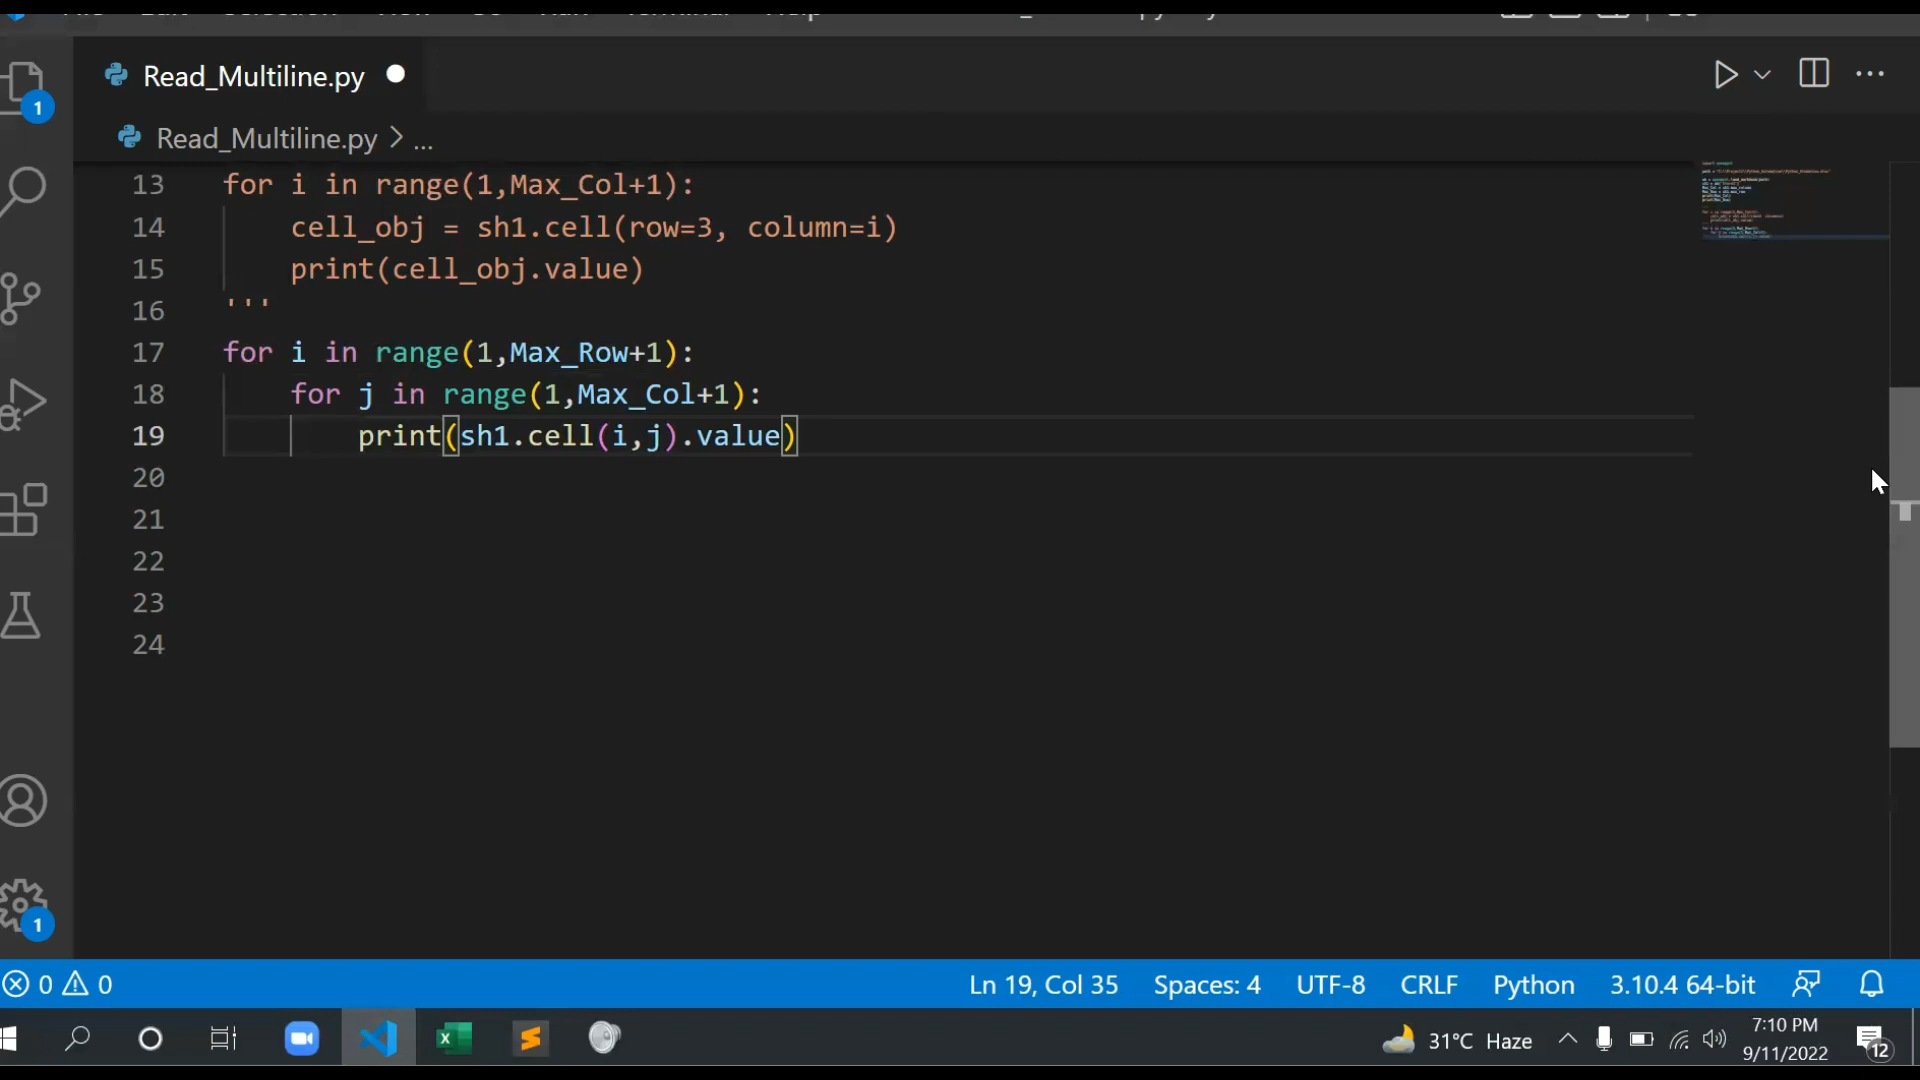 Read_Multiline.py
Read_Multiline.py > ...
13 for i in range(1,Max_Col+1):
14     cell_obj = sh1.cell(row=3, column=i)
15     print(cell_obj.value)
16 '''
17 for i in range(1,Max_Row+1):
18     for j in range(1,Max_Col+1):
19         print(sh1.cell(i,j).value)
20
21
22
23
24
1
1
0 0 Ln 19, Col 35 Spaces: 4 UTF-8 CRLF Python 3.10.4 64-bit
31°C Haze 7:10 PM
9/11/2022
12